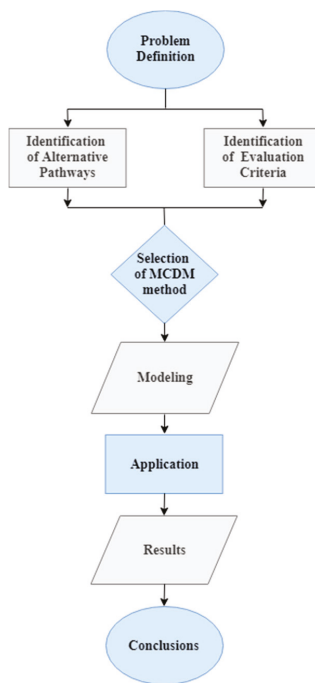 Problem
Definition
Identification
of Alternative
Pathways
Identification
of Evaluation
Criteria
Selection
of MCDM
method
Modeling
Application
Results
Conclusions